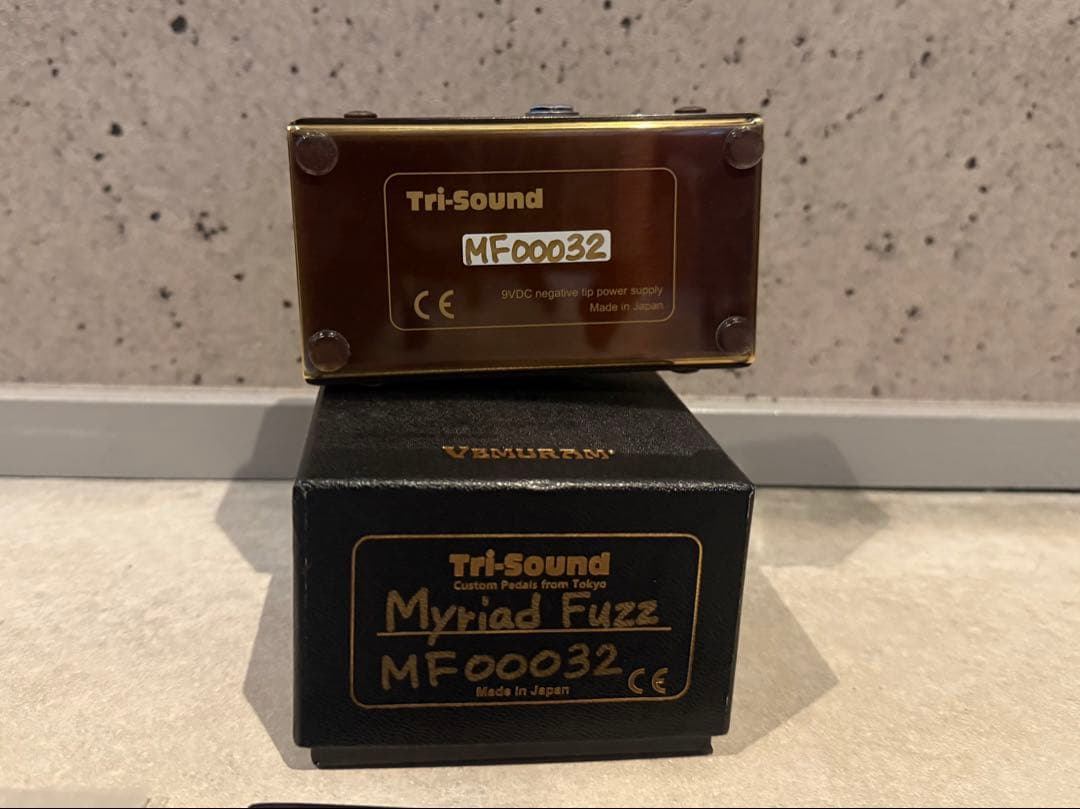 Tri-Sound
MF00032
CE
9VDC negative tip power supply
Made in Japan
VEMURAM
Tri-Sound
Custom Pedals from Tokyo
Myriad Fuzz
MF00032
Made in Japan
CE